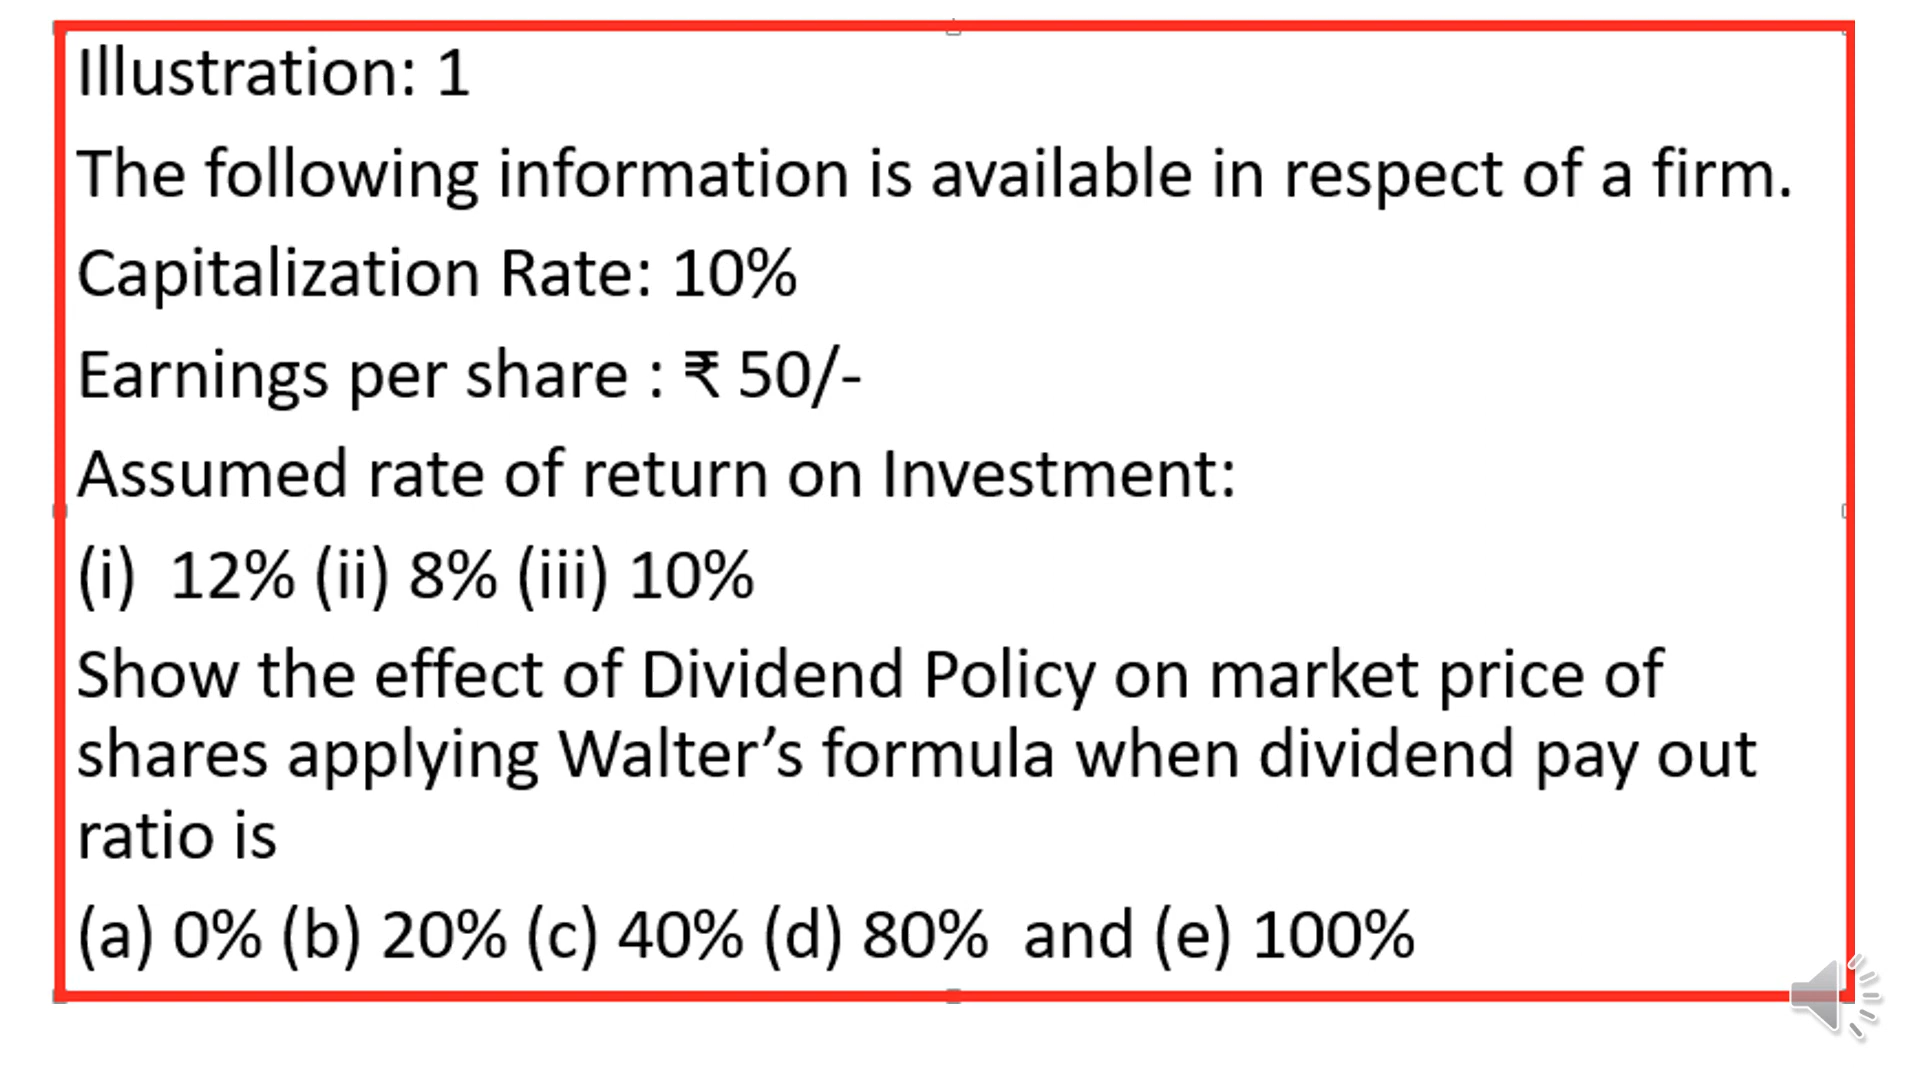 Illustration: 1
The following information is available in respect of a firm.
Capitalization Rate: 10%
Earnings per share : ₹ 50/-
Assumed rate of return on Investment:
(i)  12% (ii) 8% (iii) 10%
Show the effect of Dividend Policy on market price of
shares applying Walter’s formula when dividend pay out
ratio is
(a) 0% (b) 20% (c) 40% (d) 80%  and (e) 100%